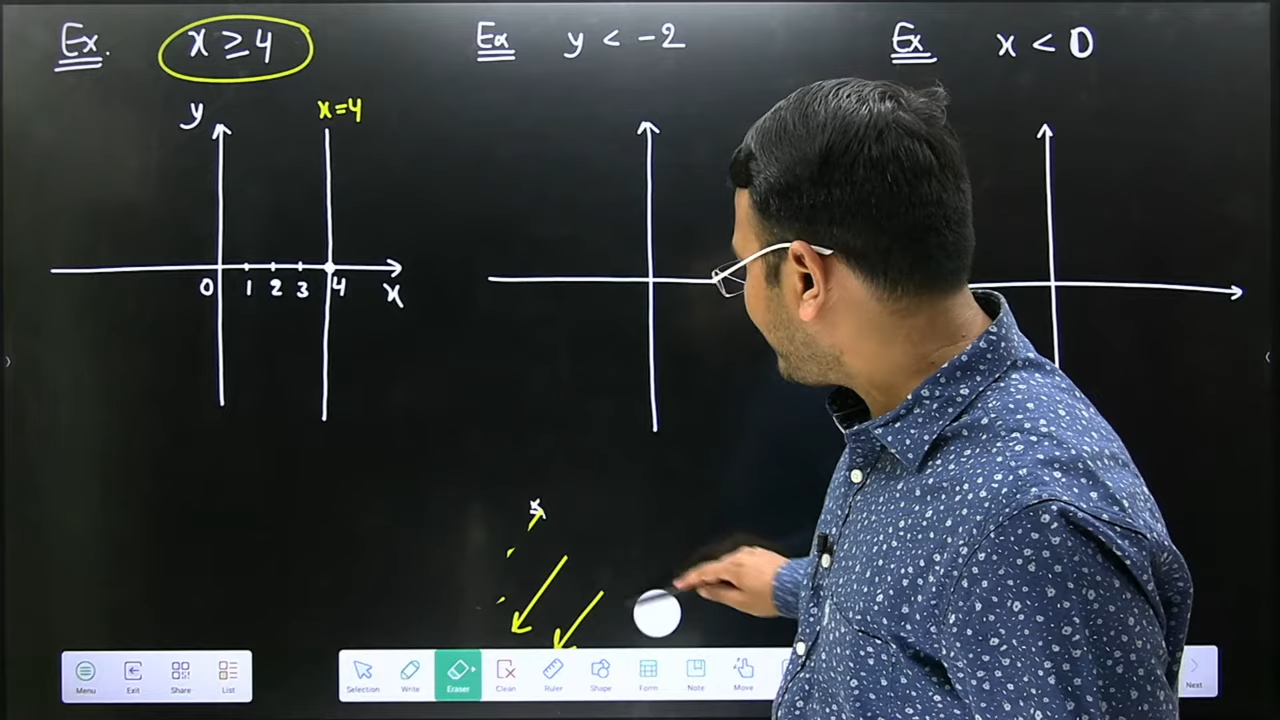 Ex. x ≥ 4
Ex y < -2
Ex x < 0
y
x=4
0 1 2 3 4 x
Menu Exit Share List
Selection Write Eraser Clean Ruler Shape Form Note Move
Next